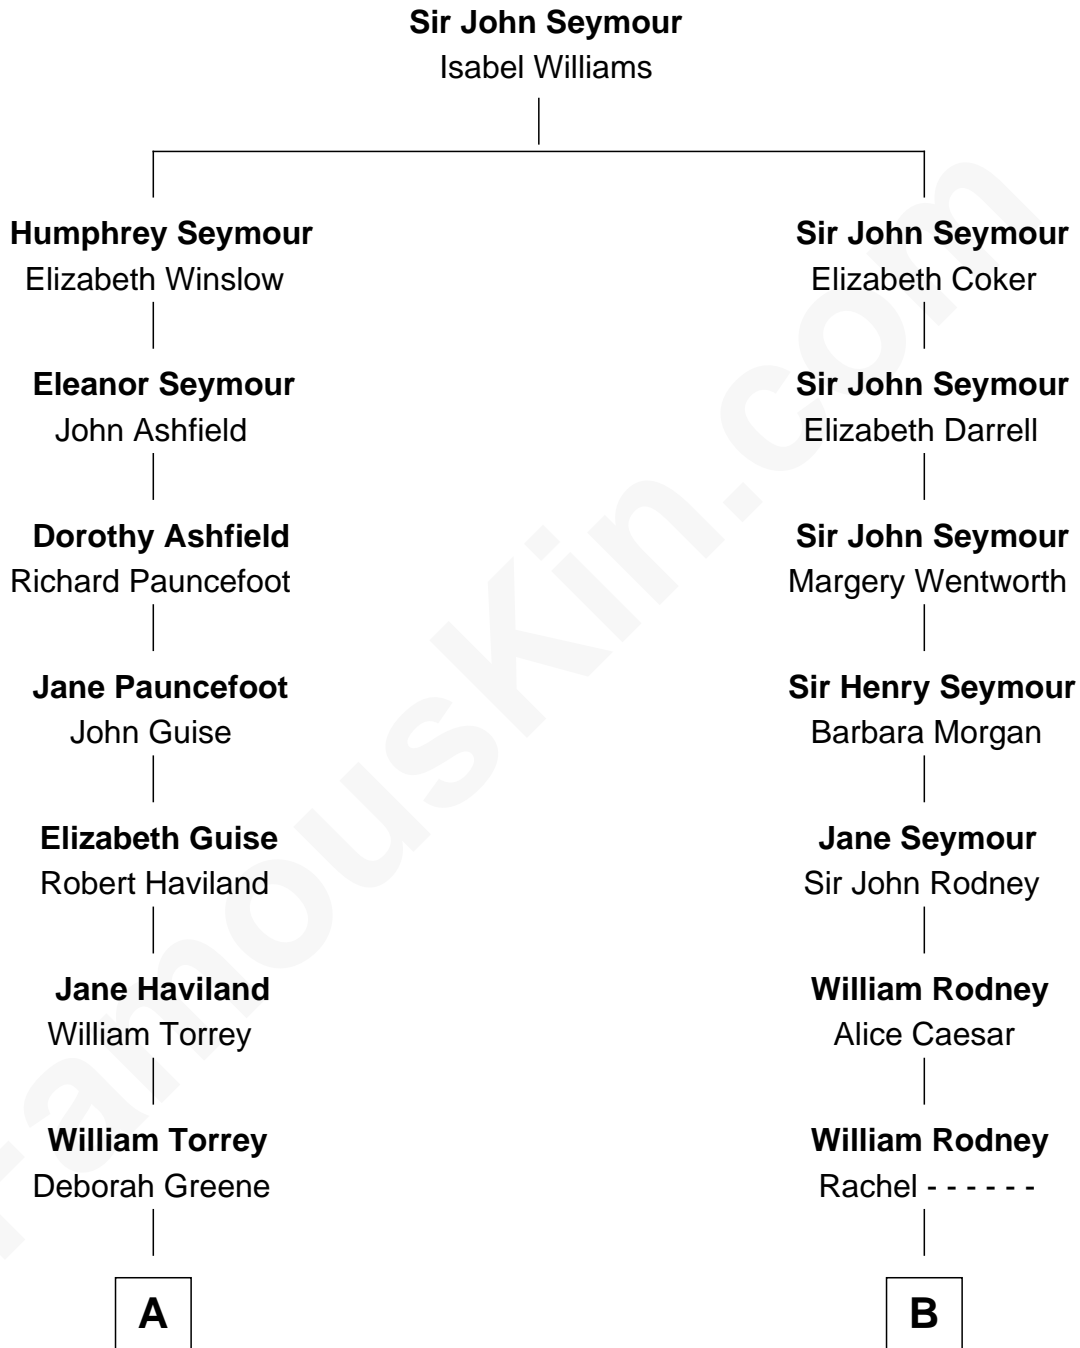 Sir John Seymour
Isabel Williams
Humphrey Seymour
Elizabeth Winslow
Sir John Seymour
Elizabeth Coker
Eleanor Seymour
John Ashfield
Sir John Seymour
Elizabeth Darrell
Dorothy Ashfield
Richard Pauncefoot
Sir John Seymour
Margery Wentworth
Jane Pauncefoot
John Guise
Sir Henry Seymour
Barbara Morgan
Elizabeth Guise
Robert Haviland
Jane Seymour
Sir John Rodney
Jane Haviland
William Torrey
William Rodney
Alice Caesar
William Torrey
Deborah Greene
William Rodney
Rachel - - - - - -
A
B
FamousKin.com